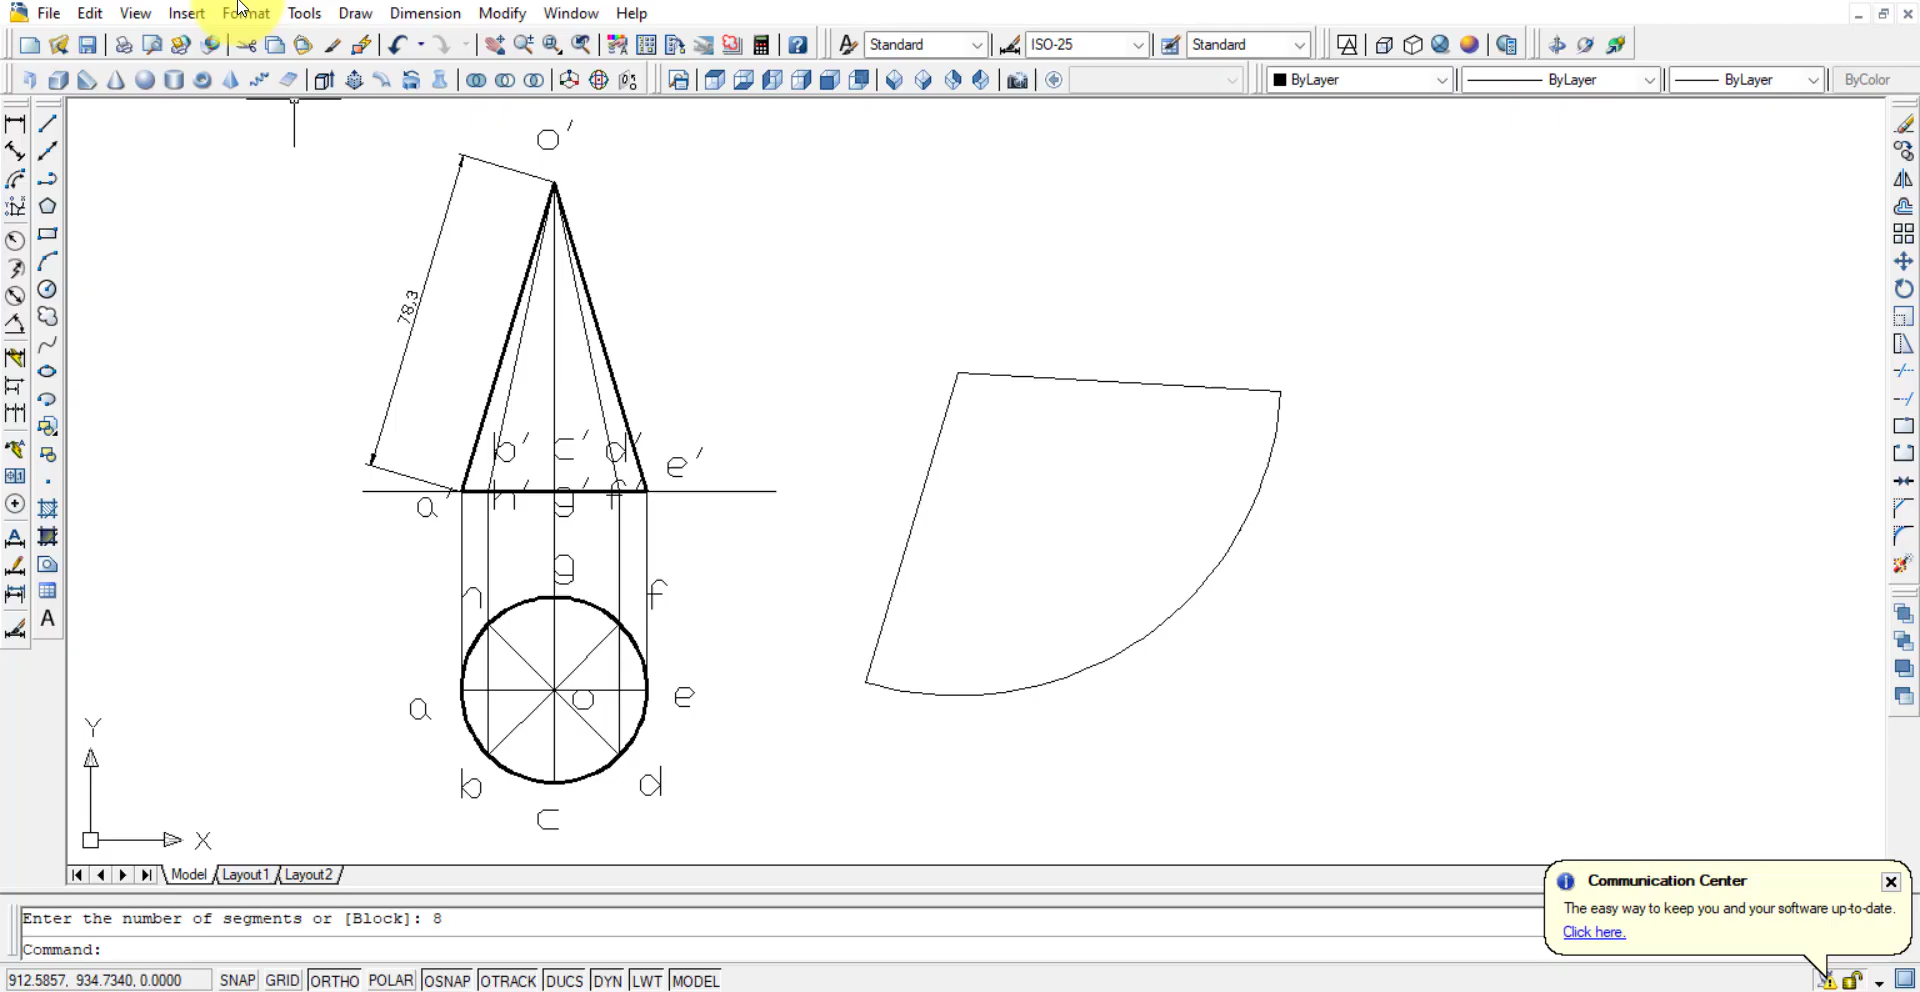 File Edit View Insert Format Tools Draw Dimension Modify Window Help
Standard ISO-25 Standard
ByLayer ByLayer ByLayer ByColor
o'
78,3
b' c' d' e'
a' h' g' f'
g
h f
a o e
b d
c
Y
X
Model Layout1 Layout2
Communication Center
The easy way to keep you and your software up-to-date.
Click here.
Enter the number of segments or [Block]: 8
Command:
912.5857, 934.7340, 0.0000 SNAP GRID ORTHO POLAR OSNAP OTRACK DUCS DYN LWT MODEL